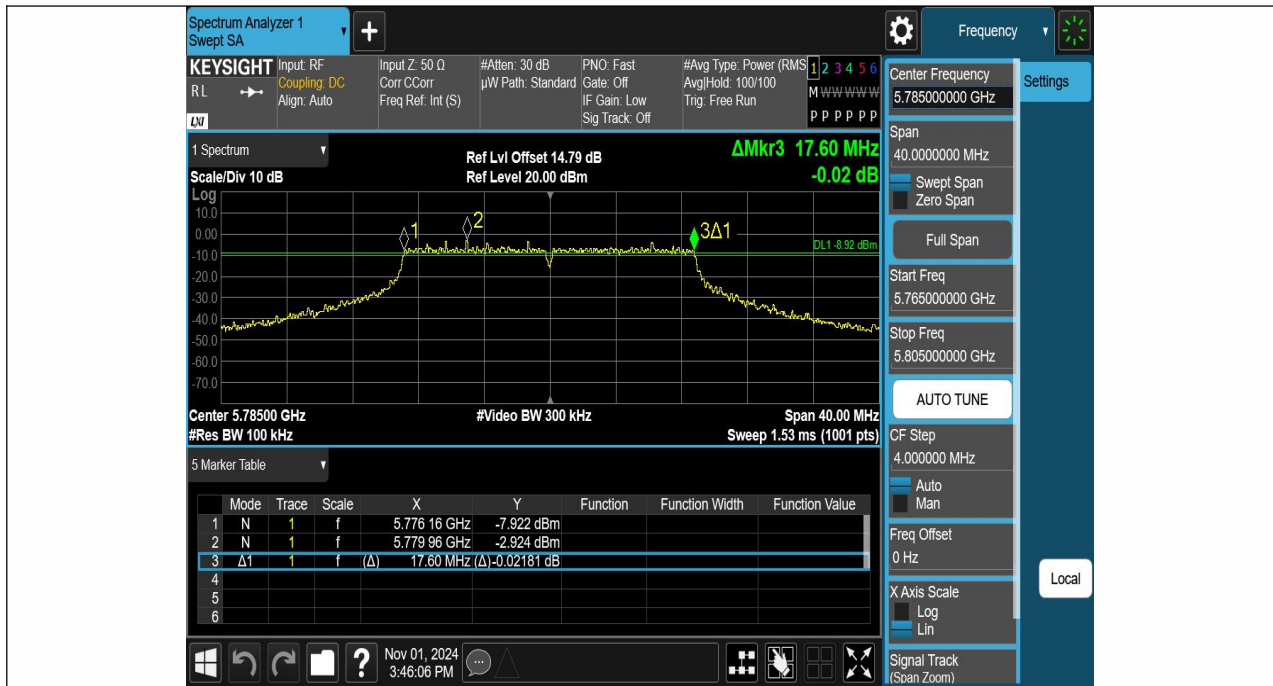 Spectrum Analyzer 1
Swept SA
+
Frequency
KEYSIGHT
RL
LXI
Input: RF
Coupling: DC
Align: Auto
Input Z: 50 Ω
Corr CCorr
Freq Ref: Int (S)
#Atten: 30 dB
µW Path: Standard
PNO: Fast
Gate: Off
IF Gain: Low
Sig Track: Off
#Avg Type: Power (RMS
Avg|Hold: 100/100
Trig: Free Run
1 2 3 4 5 6
M W W W W W
P P P P P P
1 Spectrum
Scale/Div 10 dB
Ref Lvl Offset 14.79 dB
Ref Level 20.00 dBm
ΔMkr3 17.60 MHz
-0.02 dB
Log
10.0
0.00
-10.0
-20.0
-30.0
-40.0
-50.0
-60.0
-70.0
1
2
3Δ1
DL1 -8.92 dBm
Center 5.78500 GHz
#Video BW 300 kHz
Span 40.00 MHz
#Res BW 100 kHz
Sweep 1.53 ms (1001 pts)
5 Marker Table
Mode Trace Scale X Y Function Function Width Function Value
1 N 1 f 5.776 16 GHz -7.922 dBm
2 N 1 f 5.779 96 GHz -2.924 dBm
3 Δ1 1 f (Δ) 17.60 MHz (Δ) -0.02181 dB
4
5
6
?
Nov 01, 2024
3:46:06 PM
Center Frequency
5.785000000 GHz
Settings
Span
40.0000000 MHz
Swept Span
Zero Span
Full Span
Start Freq
5.765000000 GHz
Stop Freq
5.805000000 GHz
AUTO TUNE
CF Step
4.000000 MHz
Auto
Man
Freq Offset
0 Hz
Local
X Axis Scale
Log
Lin
Signal Track
(Span Zoom)